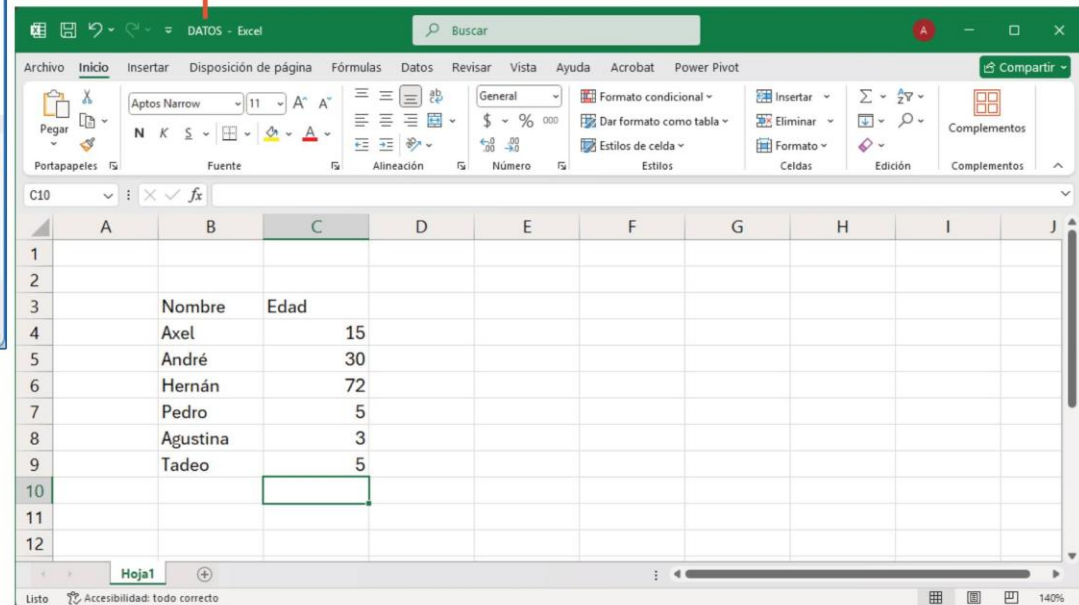 DATOS - Excel
Buscar
A
Archivo Inicio Insertar Disposición de página Fórmulas Datos Revisar Vista Ayuda Acrobat Power Pivot Compartir
Pegar
Portapapeles
Aptos Narrow 11 A A
N K S A
Fuente
ab
Alineación
General
$ % 000
Número
Formato condicional
Dar formato como tabla
Estilos de celda
Estilos
Insertar
Eliminar
Formato
Celdas
Edición
Complementos
Complementos
C10 fx
A B C D E F G H I J
1
2
3 Nombre Edad
4 Axel 15
5 André 30
6 Hernán 72
7 Pedro 5
8 Agustina 3
9 Tadeo 5
10
11
12
Hoja1
Listo Accesibilidad: todo correcto 140%